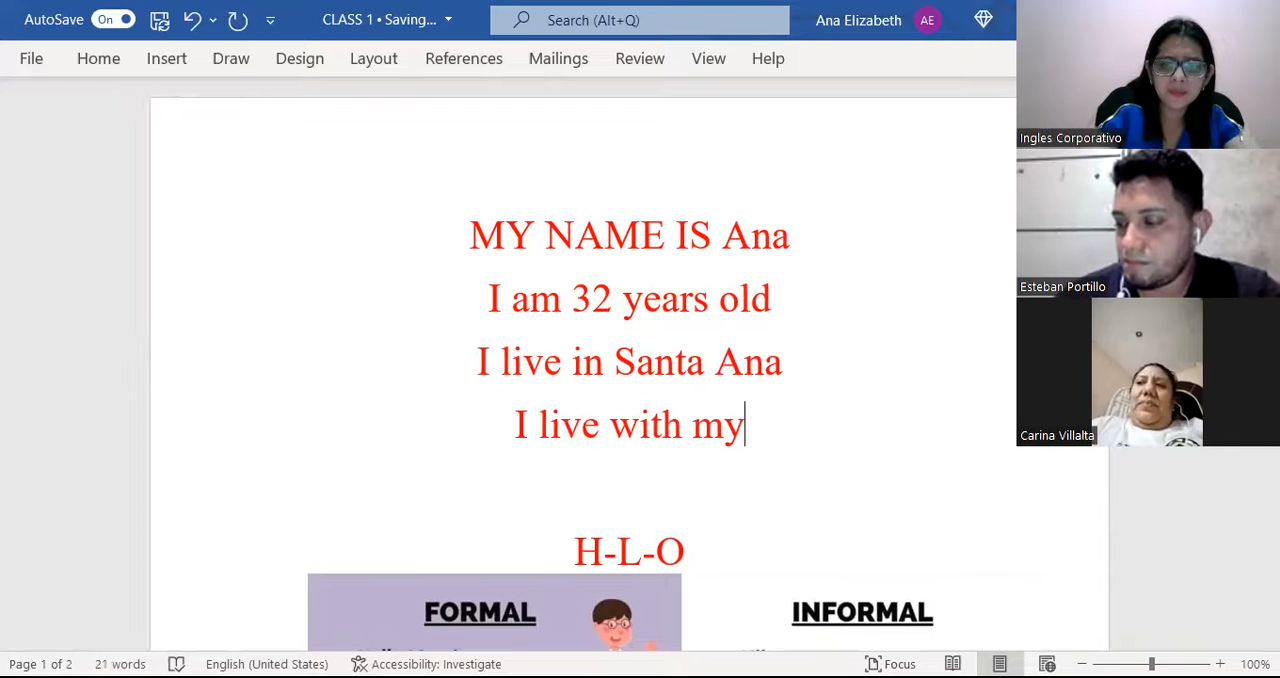 AutoSave On CLASS 1 • Saving... Search (Alt+Q) Ana Elizabeth AE
File Home Insert Draw Design Table Layout References Mailings Review View Help
MY NAME IS Ana
I am 32 years old
I live in Santa Ana
I live with my
H-L-O
FORMAL INFORMAL
Page 1 of 2 21 words English (United States) Accessibility: Investigate Focus 100%
Ingles Corporativo
Esteban Portillo
Carina Villalta